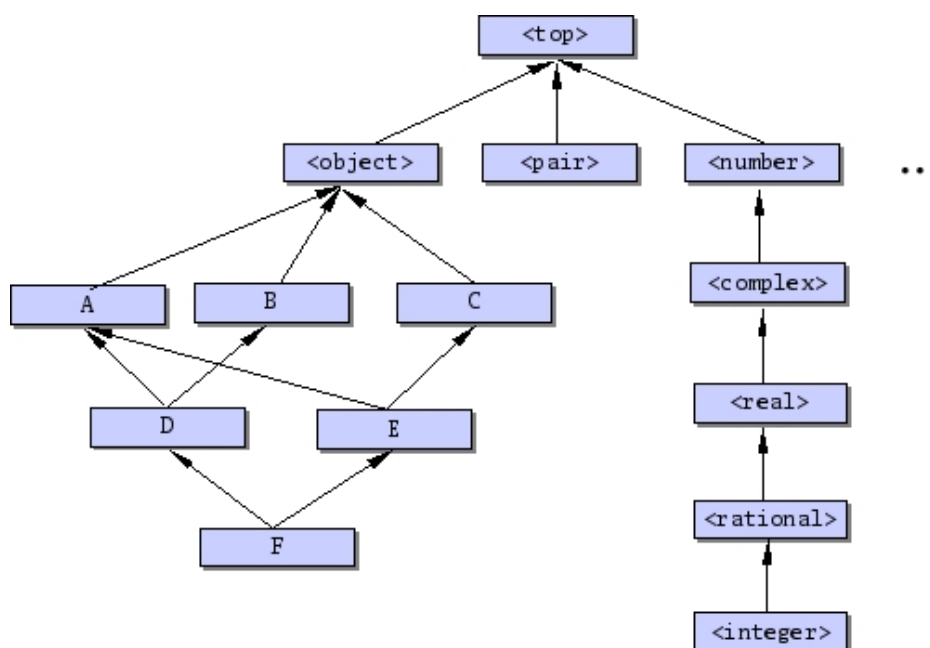 <top>
<object>
<pair>
<number>
..
A
B
C
<complex>
<real>
D
E
<rational>
F
<integer>